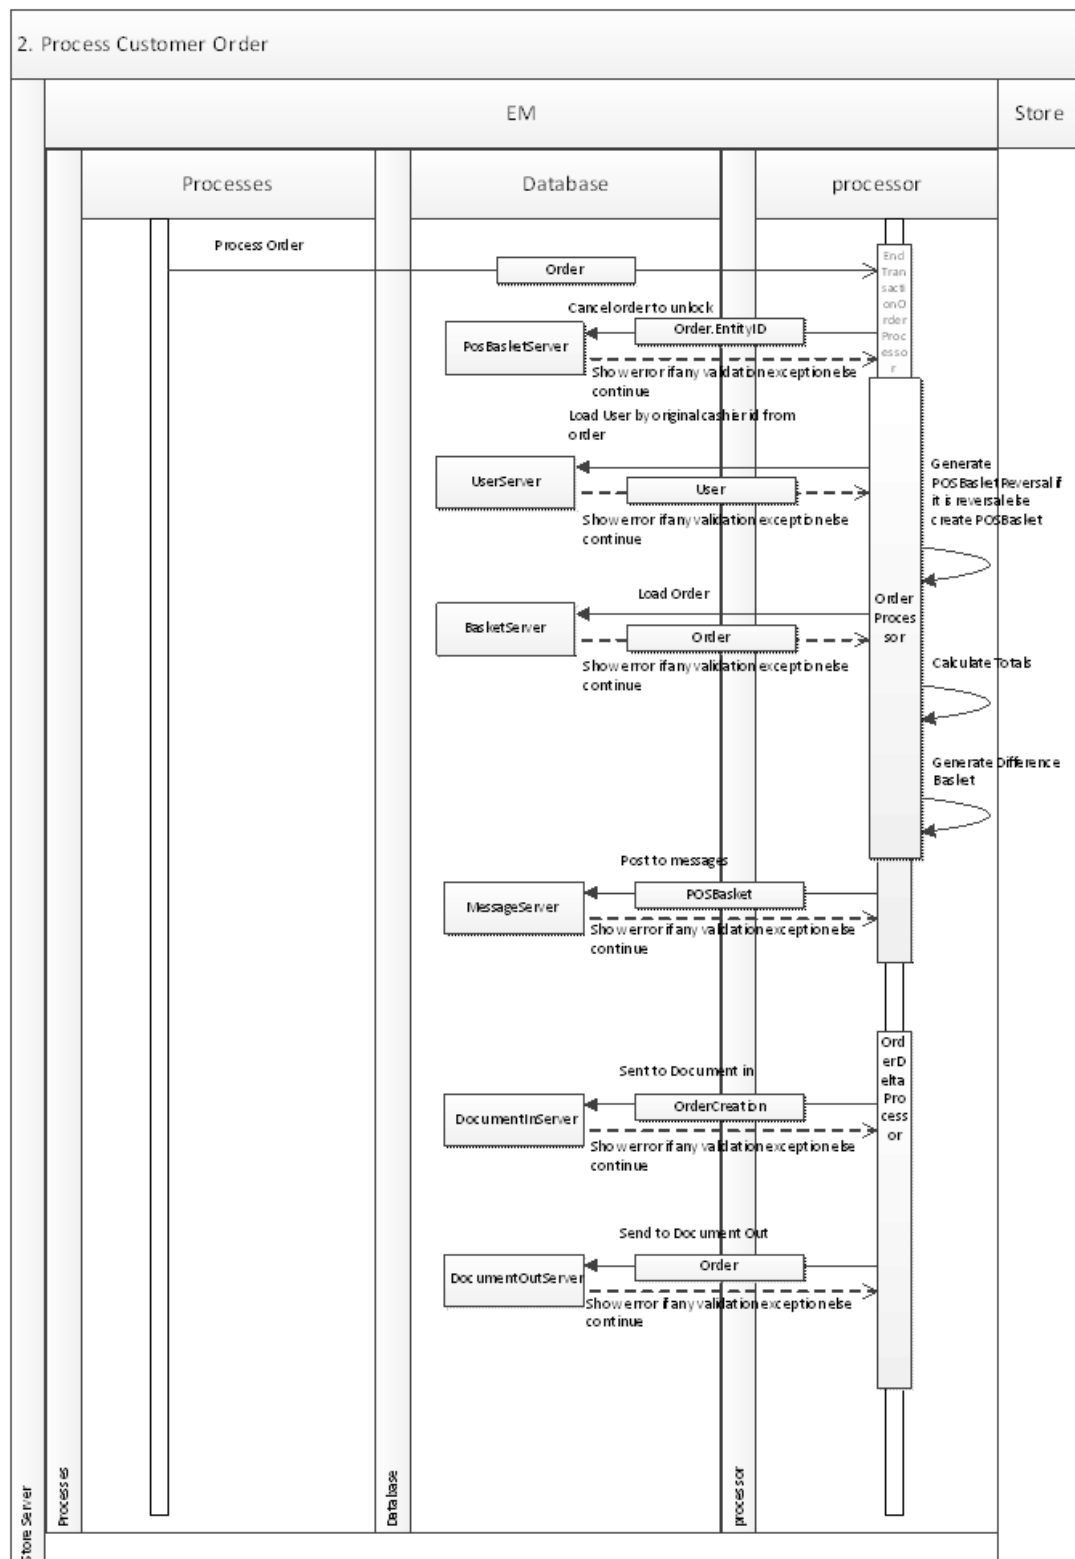 2. Process Customer Order
EM
Store
Processes
Database
processor
Process Order
Order
End
Tran
sacti
onO
rder
Proc
esso
r
Cancel order to unlock
Order.EntityID
PosBasketServer
Show error if any validation exception else
continue
Load User by original cashier id from
order
UserServer
User
Show error if any validation exception else
continue
Generate
POSBasketReversal if
it is reversal else
create POSBasket
Load Order
BasketServer
Order
Show error if any validation exception else
continue
Order
Proces
sor
Calculate Totals
Generate Difference
Basket
Post to messages
POSBasket
MessageServer
Show error if any validation exception else
continue
Ord
erD
elta
Pro
cess
or
Sent to Document in
OrderCreation
DocumentInServer
Show error if any validation exception else
continue
Send to Document Out
Order
DocumentOutServer
Show error if any validation exception else
continue
Store Server
Processes
Database
processor